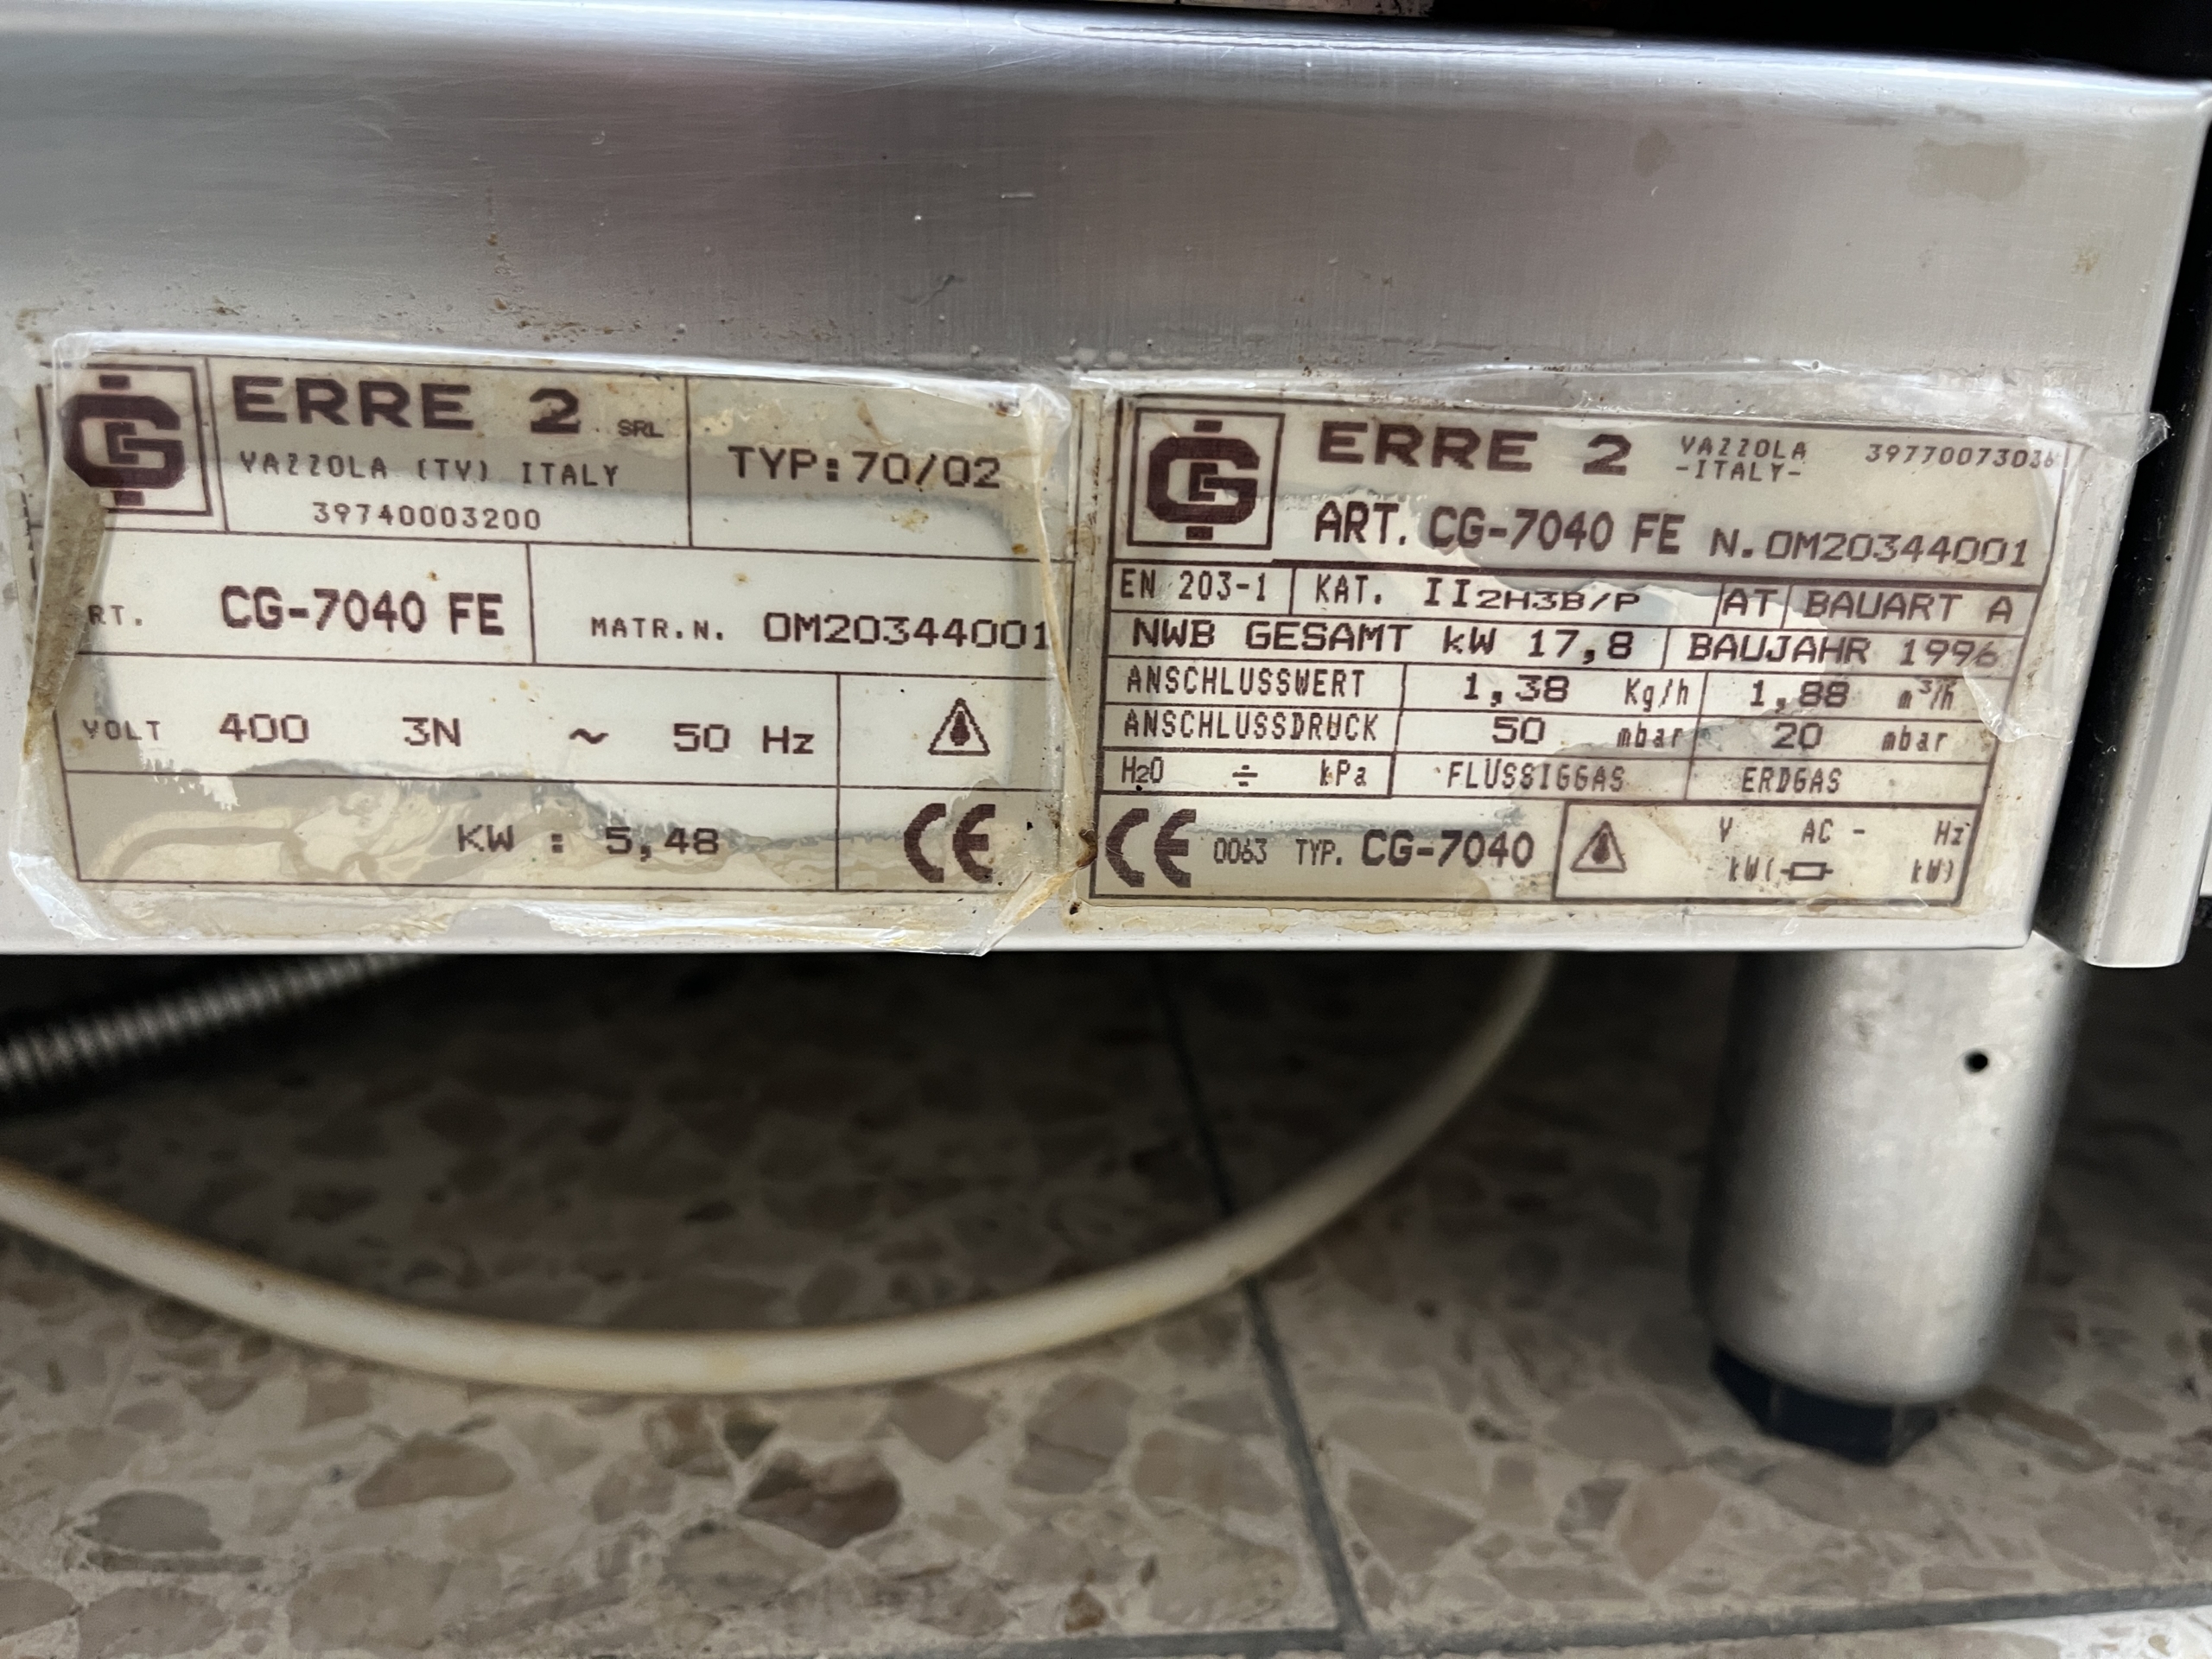 ERRE 2 SRL
VAZZOLA (TV) ITALY
39740003200
TYP: 70/02
RT. CG-7040 FE
MATR.N. 0M20344001
VOLT 400 3N ~ 50 Hz
KW : 5,48
CE
ERRE 2 VAZZOLA -ITALY- 39770073036
ART. CG-7040 FE N.0M20344001
EN 203-1 KAT. II2H3B/P AT BAUART A
NWB GESAMT kW 17,8 BAUJAHR 1996
ANSCHLUSSWERT 1,38 Kg/h 1,88 m³/h
ANSCHLUSSDRUCK 50 mbar 20 mbar
H2O ÷ kPa FLUSSIGGAS ERDGAS
CE 0063 TYP. CG-7040
V AC - Hz
kW( kW)